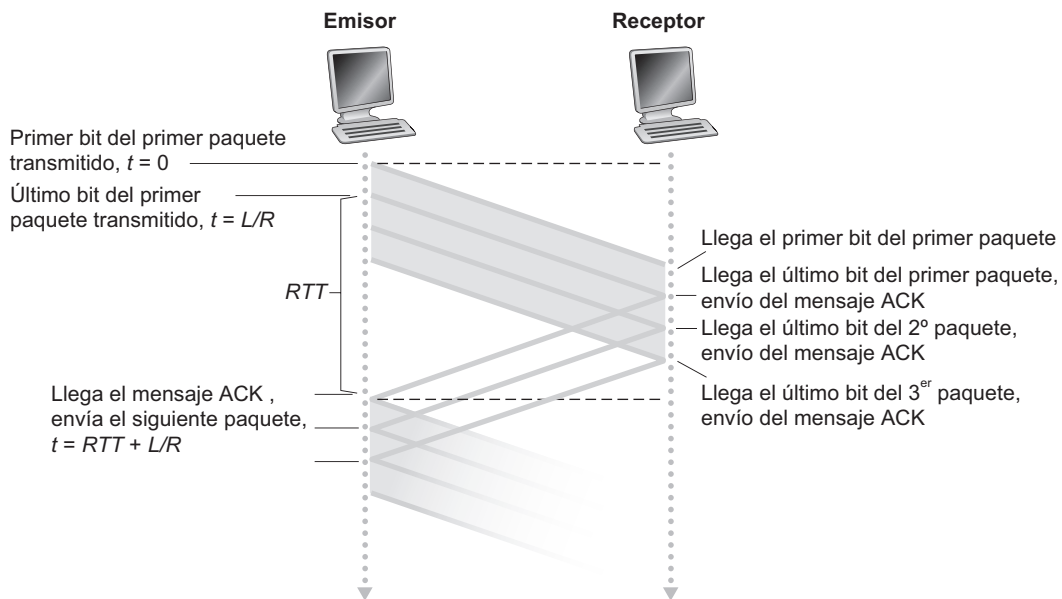 Emisor
Receptor
Primer bit del primer paquete
transmitido, t = 0
Último bit del primer
paquete transmitido, t = L/R
RTT
Llega el mensaje ACK ,
envía el siguiente paquete,
t = RTT + L/R
Llega el primer bit del primer paquete
Llega el último bit del primer paquete,
envío del mensaje ACK
Llega el último bit del 2º paquete,
envío del mensaje ACK
Llega el último bit del 3er paquete,
envío del mensaje ACK